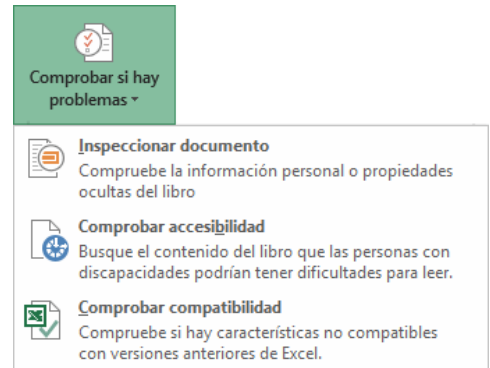 Comprobar si hay
problemas
Inspeccionar documento
Compruebe la información personal o propiedades
ocultas del libro
Comprobar accesibilidad
Busque el contenido del libro que las personas con
discapacidades podrían tener dificultades para leer.
Comprobar compatibilidad
Compruebe si hay características no compatibles
con versiones anteriores de Excel.